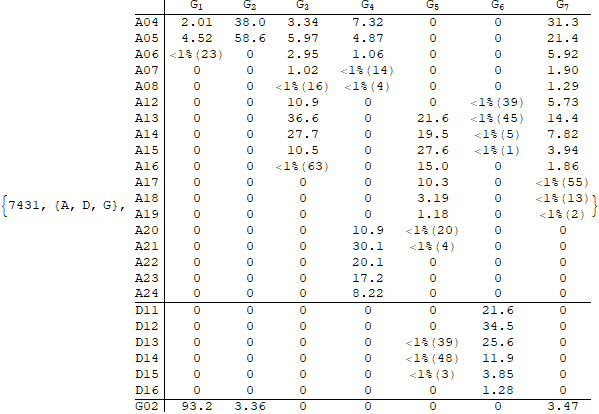 G1 G2 G3 G4 G5 G6 G7
A04 2.01 38.0 3.34 7.32 0 0 31.3
A05 4.52 58.6 5.97 4.87 0 0 21.4
A06 <1%(23) 0 2.95 1.06 0 0 5.92
A07 0 0 1.02 <1%(14) 0 0 1.90
A08 0 0 <1%(16) <1%(4) 0 0 1.29
A12 0 0 10.9 0 0 <1%(39) 5.73
A13 0 0 36.6 0 21.6 <1%(45) 14.4
A14 0 0 27.7 0 19.5 <1%(5) 7.82
A15 0 0 10.5 0 27.6 <1%(1) 3.94
A16 0 0 <1%(63) 0 15.0 0 1.86
A17 0 0 0 0 10.3 0 <1%(55)
{7431, {A, D, G}, A18 0 0 0 0 3.19 0 <1%(13) }
A19 0 0 0 0 1.18 0 <1%(2)
A20 0 0 0 10.9 <1%(20) 0 0
A21 0 0 0 30.1 <1%(4) 0 0
A22 0 0 0 20.1 0 0 0
A23 0 0 0 17.2 0 0 0
A24 0 0 0 8.22 0 0 0
D11 0 0 0 0 0 21.6 0
D12 0 0 0 0 0 34.5 0
D13 0 0 0 0 <1%(39) 25.6 0
D14 0 0 0 0 <1%(48) 11.9 0
D15 0 0 0 0 <1%(3) 3.85 0
D16 0 0 0 0 0 1.28 0
G02 93.2 3.36 0 0 0 0 3.47